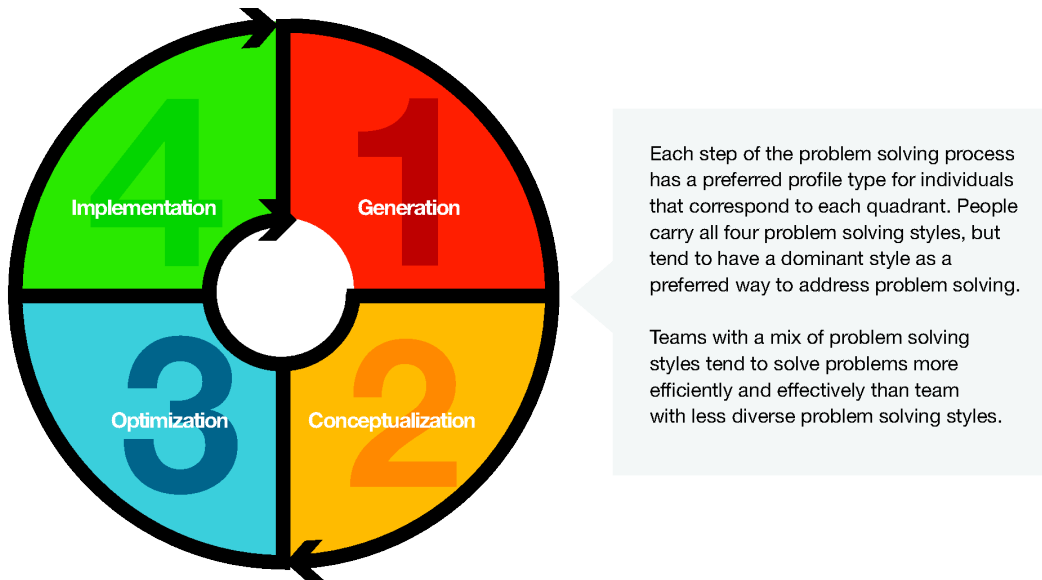 4
1
Implementation
Generation
3
2
Optimization
Conceptualization
Each step of the problem solving process
has a preferred profile type for individuals
that correspond to each quadrant. People
carry all four problem solving styles, but
tend to have a dominant style as a
preferred way to address problem solving.
Teams with a mix of problem solving
styles tend to solve problems more
efficiently and effectively than team
with less diverse problem solving styles.